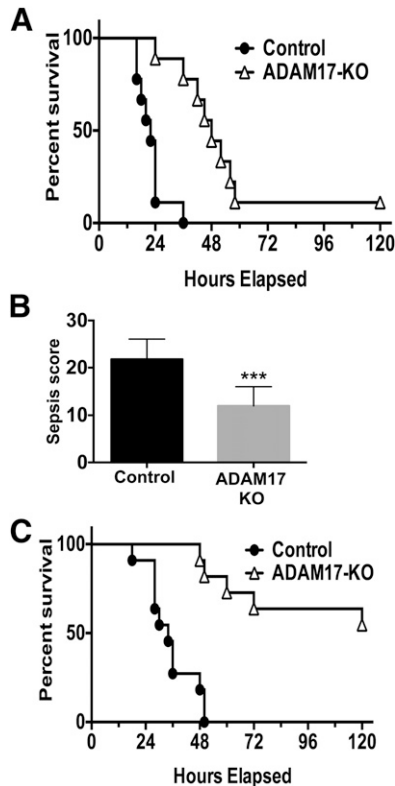 A
Percent survival
100
50
0
Control
ADAM17-KO
0 24 48 72 96 120
Hours Elapsed
B
Sepsis score
30
20
10
0
***
Control
ADAM17
KO
C
Percent survival
100
50
0
Control
ADAM17-KO
0 24 48 72 96 120
Hours Elapsed